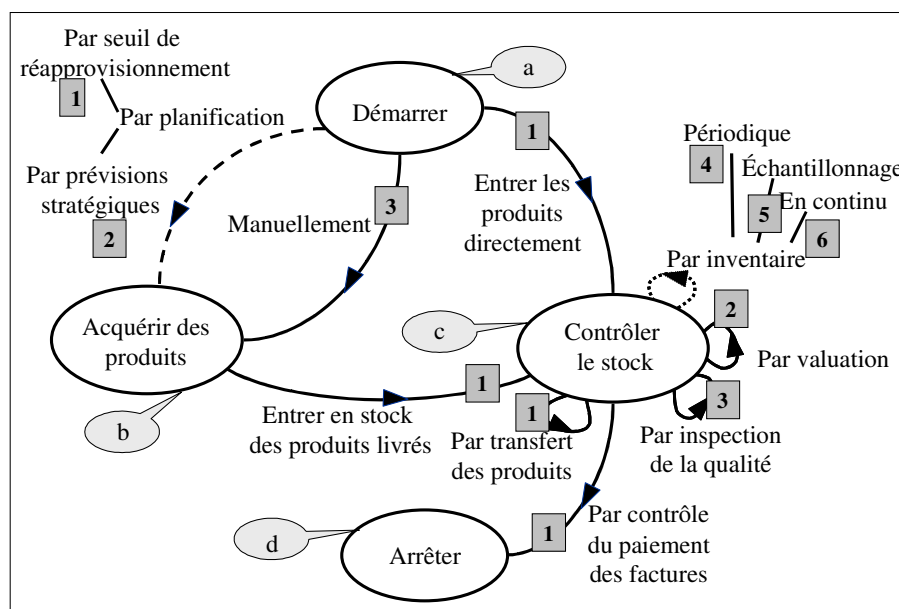 Par seuil de
réapprovisionnement
1
Par planification
Par prévisions
stratégiques
2
a
Démarrer
1
3
Manuellement
Entrer les
produits
directement
Périodique
4
Échantillonnage
5
En continu
6
Par inventaire
Acquérir des
produits
b
c
Contrôler
le stock
2
Par valuation
3
Par inspection
de la qualité
1
Entrer en stock
des produits livrés
1
Par transfert
des produits
d
Arrêter
1
Par contrôle
du paiement
des factures